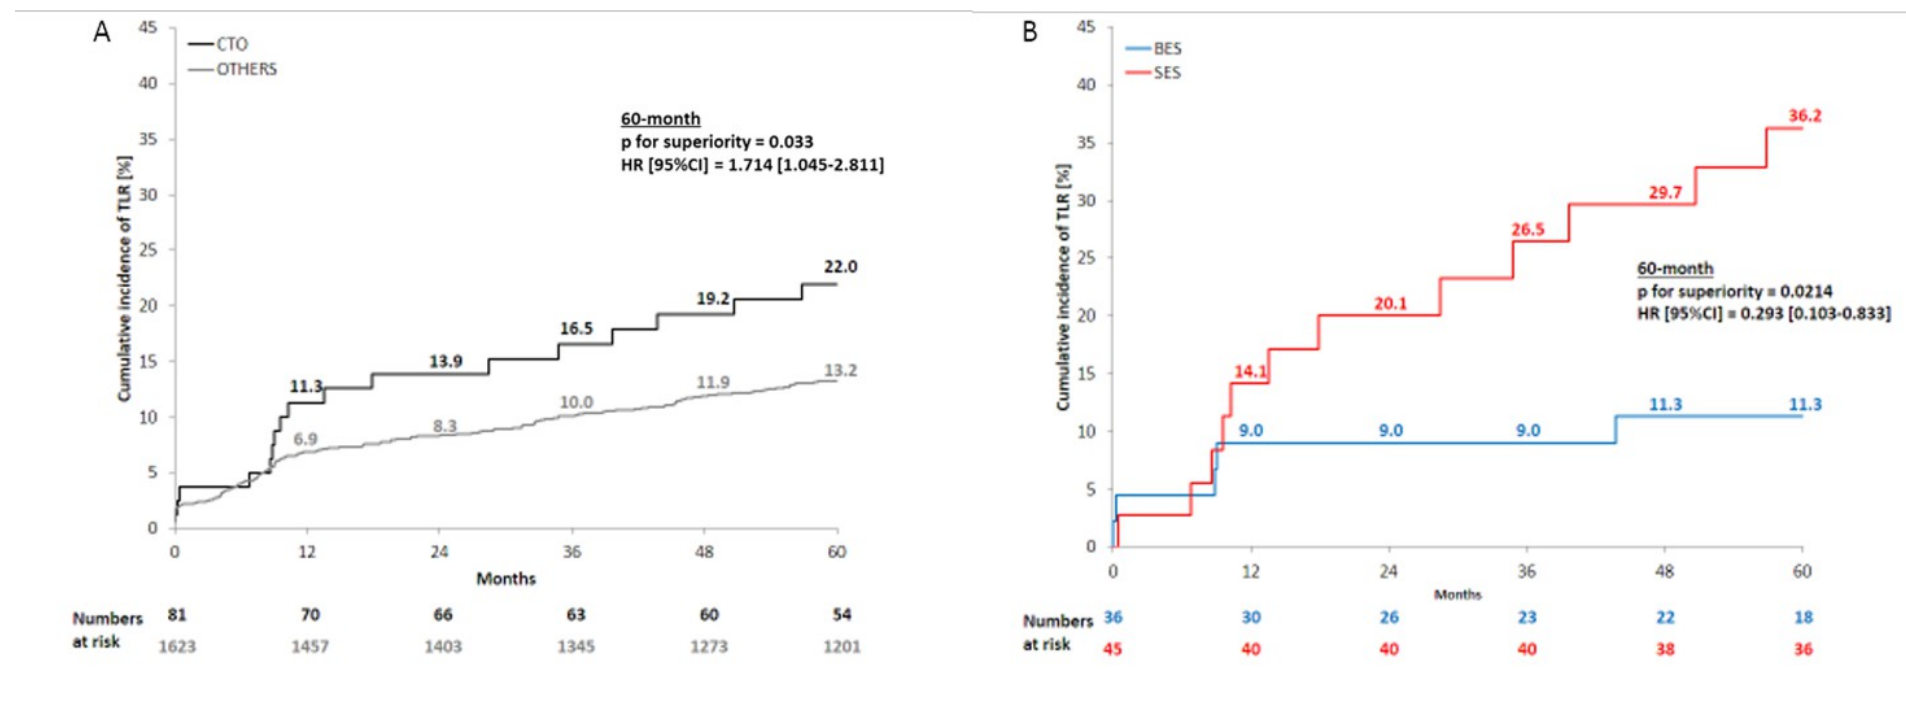 A
CTO
OTHERS
60-month
p for superiority = 0.033
HR [95%CI] = 1.714 [1.045-2.811]
Cumulative incidence of TLR [%]
45
40
35
30
25
20
15
10
5
0
11.3
13.9
16.5
19.2
22.0
6.9
8.3
10.0
11.9
13.2
0 12 24 36 48 60
Months
Numbers at risk
81 70 66 63 60 54
1623 1457 1403 1345 1273 1201
B
BES
SES
60-month
p for superiority = 0.0214
HR [95%CI] = 0.293 [0.103-0.833]
Cumulative incidence of TLR [%]
45
40
35
30
25
20
15
10
5
0
14.1
20.1
26.5
29.7
36.2
9.0
9.0
9.0
11.3
11.3
0 12 24 36 48 60
Months
Numbers at risk
36 30 26 23 22 18
45 40 40 40 38 36